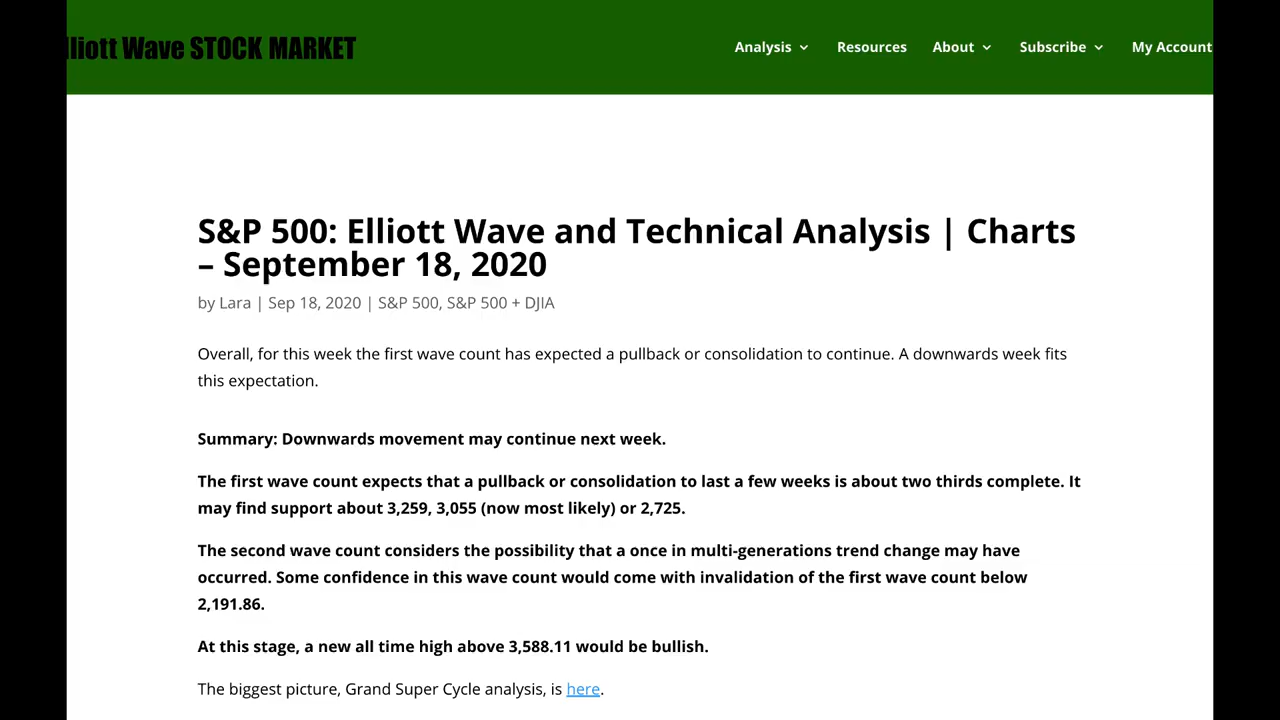 lliott Wave STOCK MARKET
Analysis Resources About Subscribe My Account
S&P 500: Elliott Wave and Technical Analysis | Charts
– September 18, 2020
by Lara | Sep 18, 2020 | S&P 500, S&P 500 + DJIA
Overall, for this week the first wave count has expected a pullback or consolidation to continue. A downwards week fits
this expectation.
Summary: Downwards movement may continue next week.
The first wave count expects that a pullback or consolidation to last a few weeks is about two thirds complete. It
may find support about 3,259, 3,055 (now most likely) or 2,725.
The second wave count considers the possibility that a once in multi-generations trend change may have
occurred. Some confidence in this wave count would come with invalidation of the first wave count below
2,191.86.
At this stage, a new all time high above 3,588.11 would be bullish.
The biggest picture, Grand Super Cycle analysis, is here.